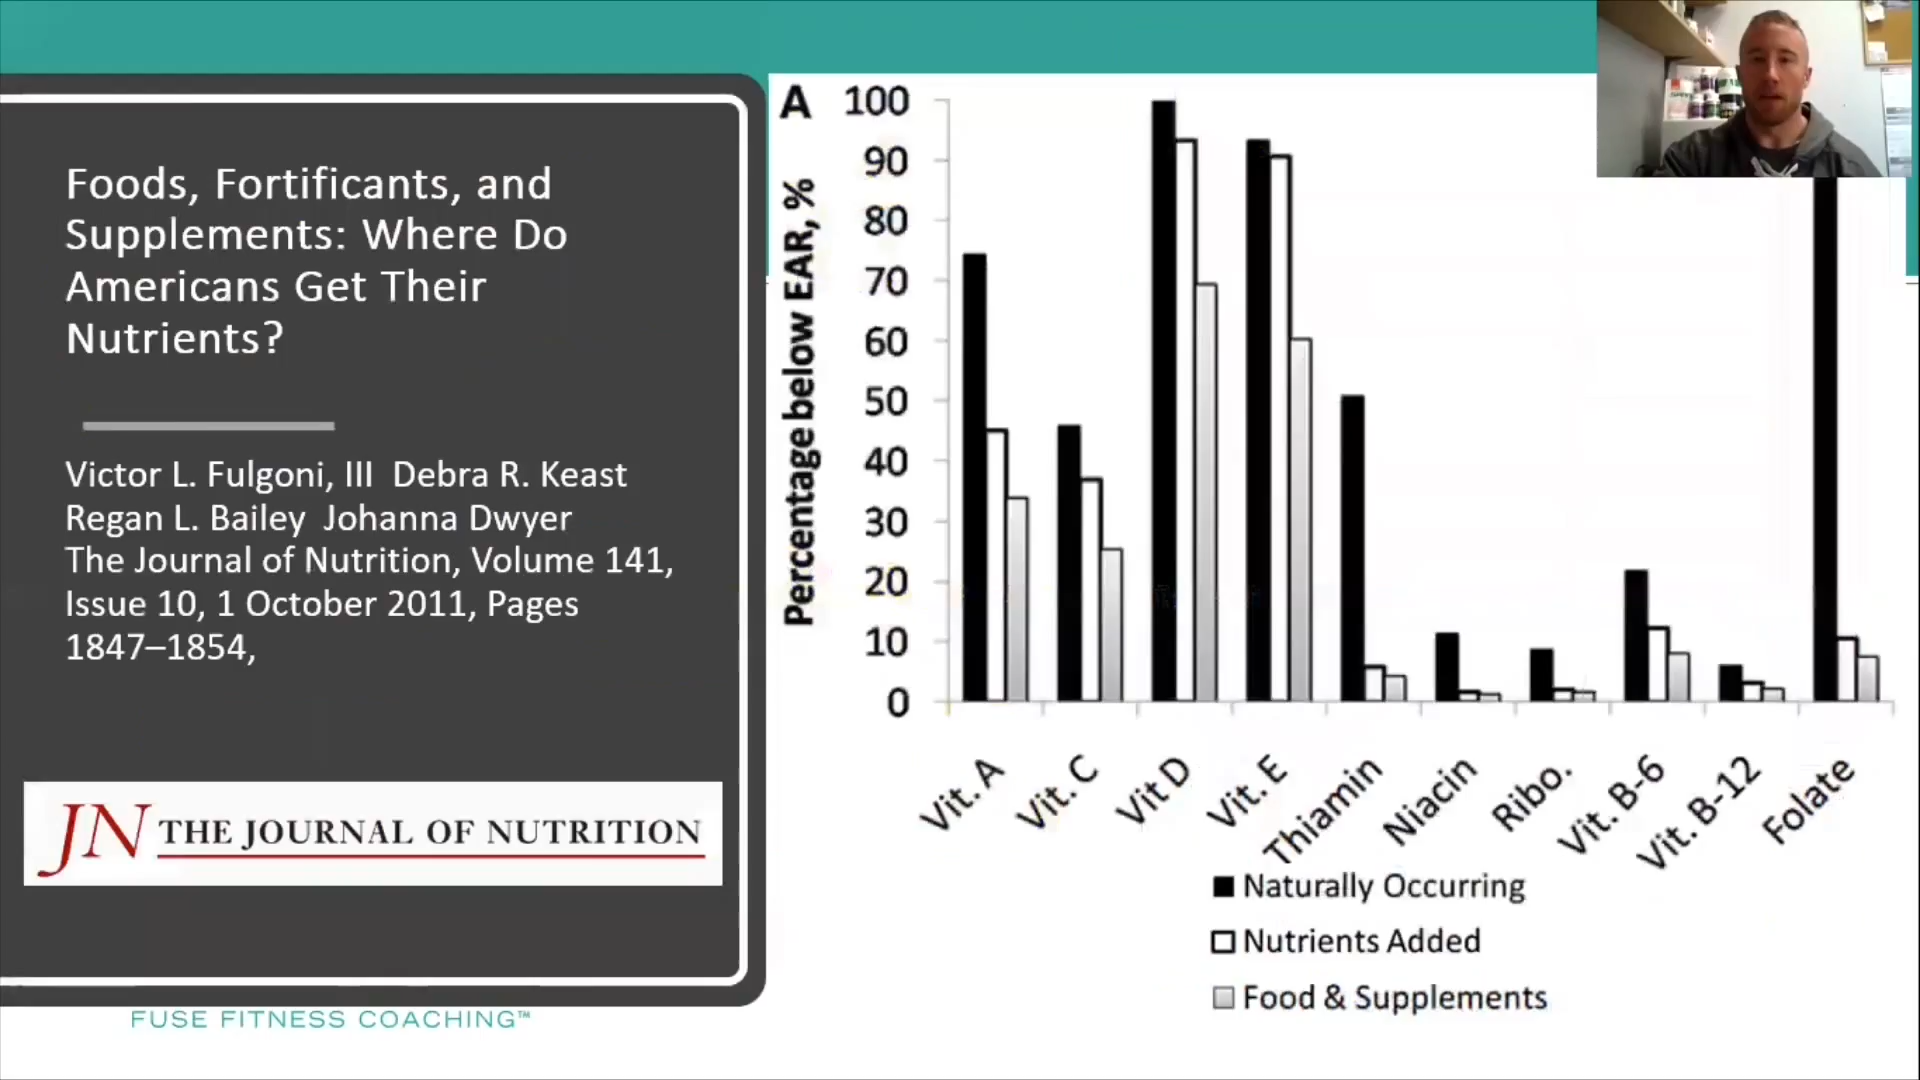 Foods, Fortificants, and
Supplements: Where Do
Americans Get Their
Nutrients?
Victor L. Fulgoni, III  Debra R. Keast
Regan L. Bailey  Johanna Dwyer
The Journal of Nutrition, Volume 141,
Issue 10, 1 October 2011, Pages
1847–1854,
JN THE JOURNAL OF NUTRITION
FUSE FITNESS COACHING™
A
Percentage below EAR, %
100
90
80
70
60
50
40
30
20
10
0
Vit. A
Vit. C
Vit D
Vit. E
Thiamin
Niacin
Ribo.
Vit. B-6
Vit. B-12
Folate
Naturally Occurring
Nutrients Added
Food & Supplements